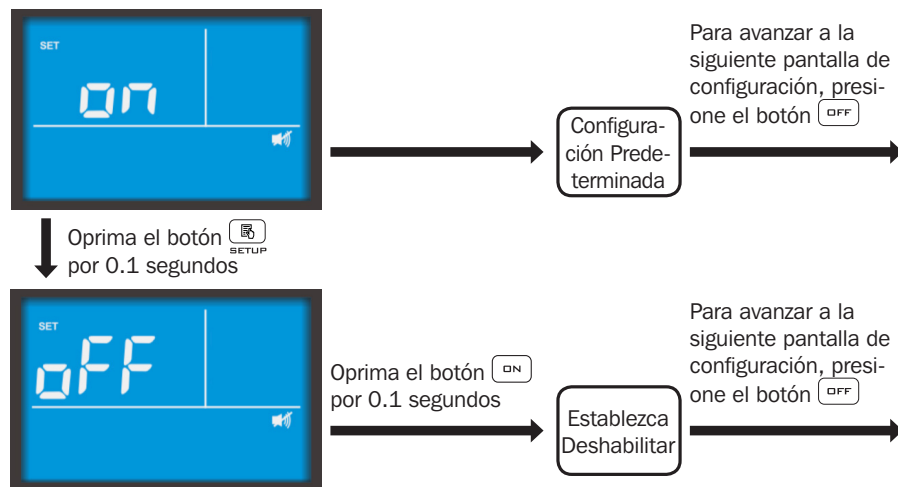 SET
on
Para avanzar a la
siguiente pantalla de
configuración, presi-
one el botón OFF
Configura-
ción Prede-
terminada
Oprima el botón
SETUP
por 0.1 segundos
SET
oFF
Oprima el botón ON
por 0.1 segundos
Establezca
Deshabilitar
Para avanzar a la
siguiente pantalla de
configuración, presi-
one el botón OFF